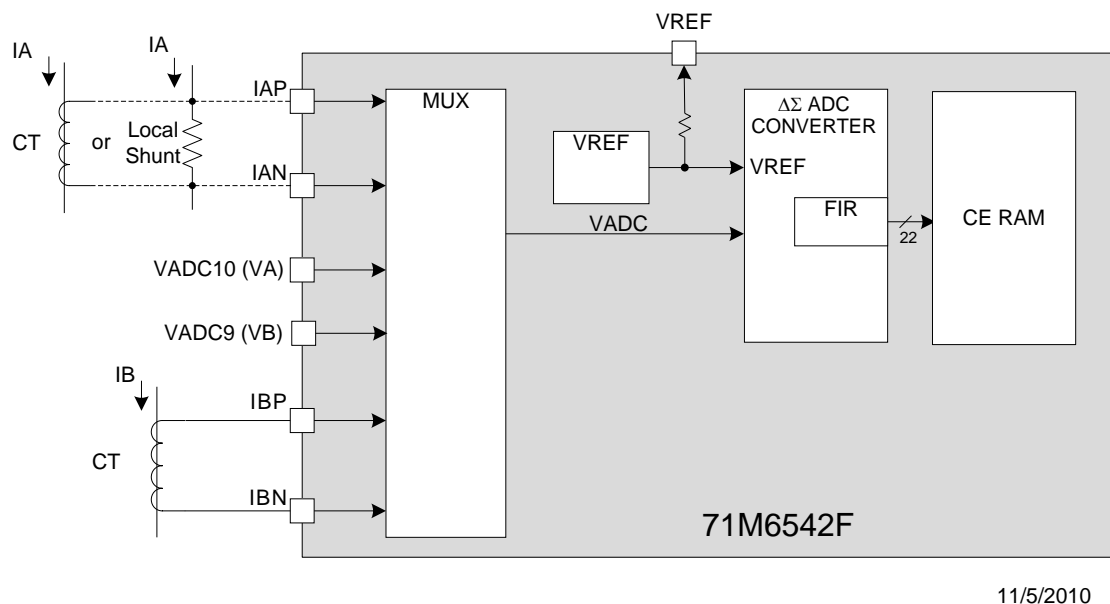 VREF
IA
IA
IAP
MUX
ΔΣ ADC
CONVERTER
CT
or
Local
Shunt
VREF
VREF
IAN
FIR
CE RAM
VADC
22
VADC10 (VA)
VADC9 (VB)
IB
IBP
CT
IBN
71M6542F
11/5/2010